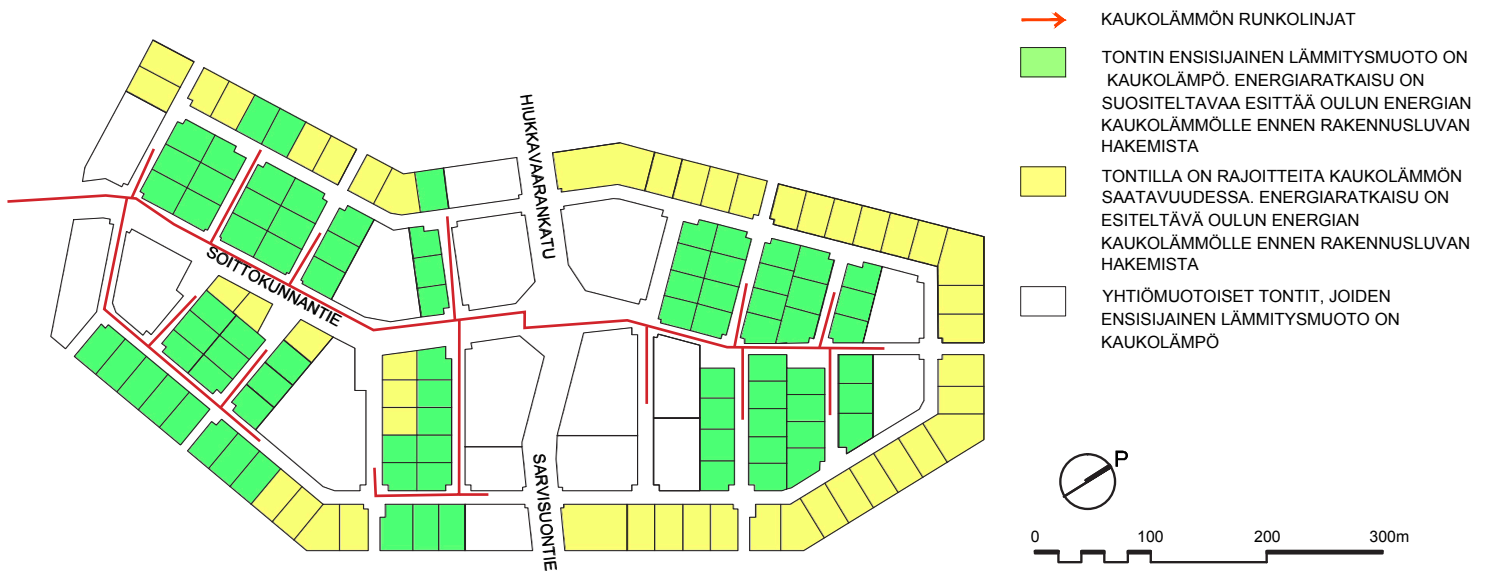 KAUKOLÄMMÖN RUNKOLINJAT
TONTIN ENSISIJAINEN LÄMMITYSMUOTO ON
KAUKOLÄMPÖ. ENERGIARATKAISU ON
SUOSITELTAVAA ESITTÄÄ OULUN ENERGIAN
KAUKOLÄMMÖLLE ENNEN RAKENNUSLUVAN
HAKEMISTA
TONTILLA ON RAJOITTEITA KAUKOLÄMMÖN
SAATAVUUDESSA. ENERGIARATKAISU ON
ESITELTÄVÄ OULUN ENERGIAN
KAUKOLÄMMÖLLE ENNEN RAKENNUSLUVAN
HAKEMISTA
YHTIÖMUOTOISET TONTIT, JOIDEN
ENSISIJAINEN LÄMMITYSMUOTO ON
KAUKOLÄMPÖ
HIUKKAVAARANKATU
SOITTOKUNNANTIE
SARVISUONTIE
P
0 100 200 300m